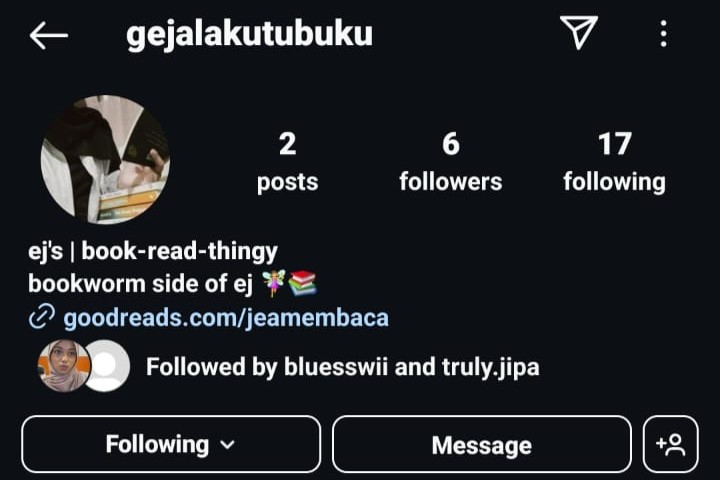 gejalakutubuku
2 6 17
posts followers following
ej's | book-read-thingy
bookworm side of ej 🧚‍♀️📚
goodreads.com/jeamembaca
Followed by bluesswii and truly.jipa
Following Message